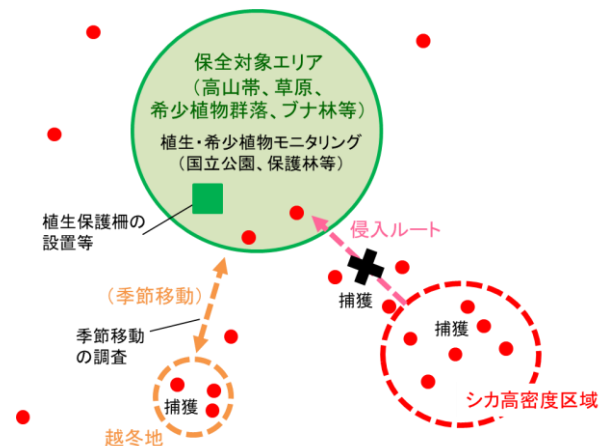 保全対象エリア
（高山帯、草原、
希少植物群落、ブナ林等）
植生・希少植物モニタリング
（国立公園、保護林等）
植生保護柵の
設置等
侵入ルート
捕獲
（季節移動）
季節移動
の調査
捕獲
捕獲
シカ高密度区域
越冬地